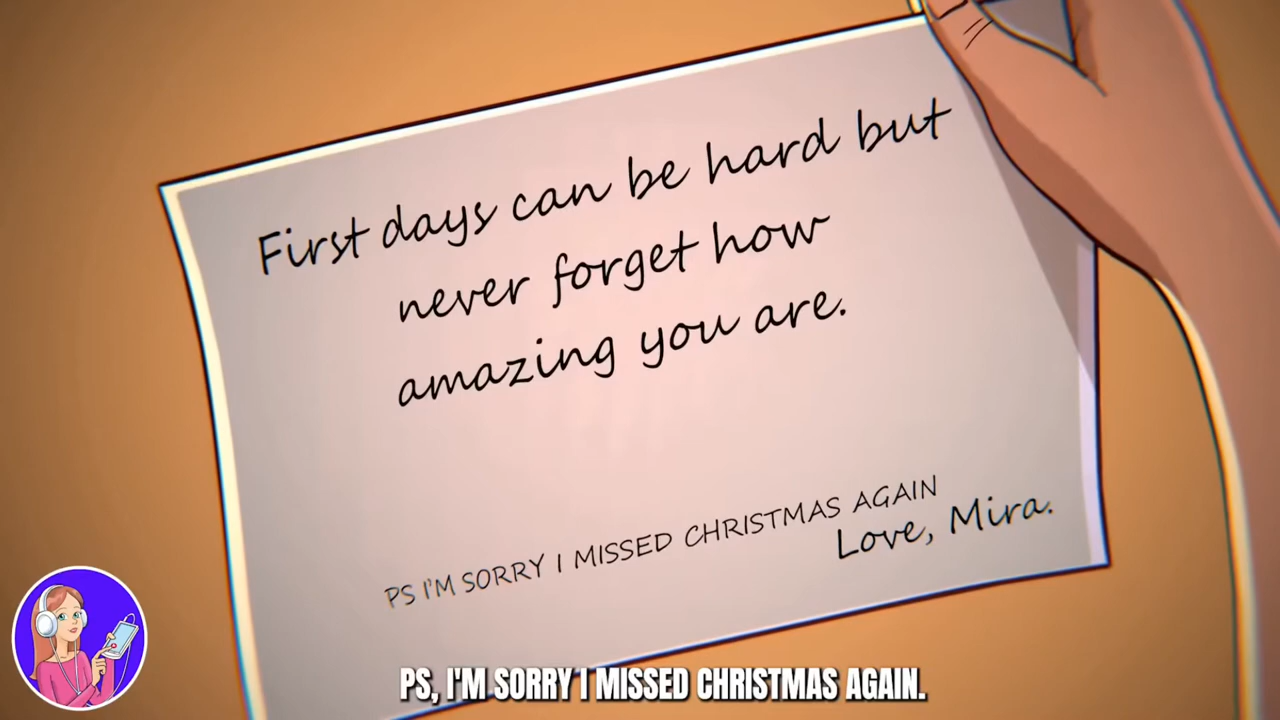 First days can be hard but
never forget how
amazing you are.
PS I'M SORRY I MISSED CHRISTMAS AGAIN
Love, Mira.
PS, I'M SORRY I MISSED CHRISTMAS AGAIN.